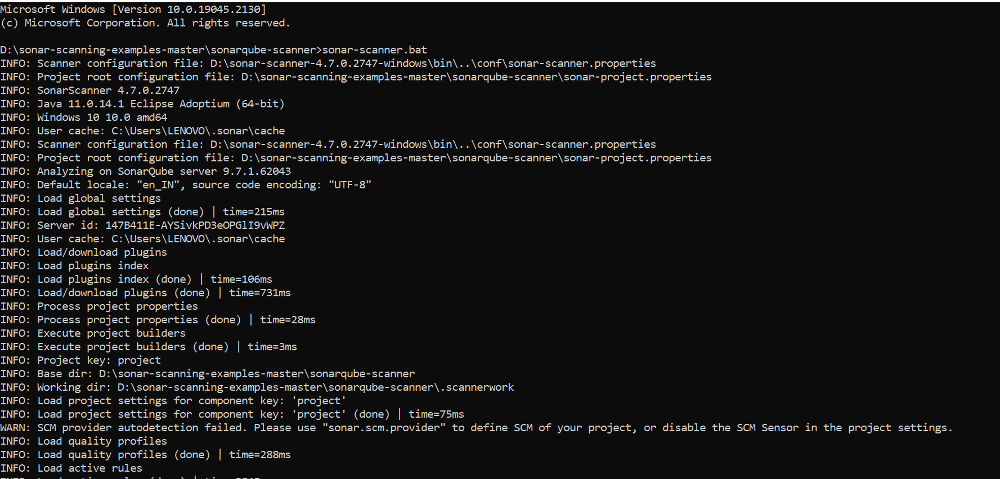 Microsoft Windows [Version 10.0.19045.2130]
(c) Microsoft Corporation. All rights reserved.
D:\sonar-scanning-examples-master\sonarqube-scanner>sonar-scanner.bat
INFO: Scanner configuration file: D:\sonar-scanner-4.7.0.2747-windows\bin\..\conf\sonar-scanner.properties
INFO: Project root configuration file: D:\sonar-scanning-examples-master\sonarqube-scanner\sonar-project.properties
INFO: SonarScanner 4.7.0.2747
INFO: Java 11.0.14.1 Eclipse Adoptium (64-bit)
INFO: Windows 10 10.0 amd64
INFO: User cache: C:\Users\LENOVO\.sonar\cache
INFO: Scanner configuration file: D:\sonar-scanner-4.7.0.2747-windows\bin\..\conf\sonar-scanner.properties
INFO: Project root configuration file: D:\sonar-scanning-examples-master\sonarqube-scanner\sonar-project.properties
INFO: Analyzing on SonarQube server 9.7.1.62043
INFO: Default locale: "en_IN", source code encoding: "UTF-8"
INFO: Load global settings
INFO: Load global settings (done) | time=215ms
INFO: Server id: 147B411E-AYSivkPD3eOPGlI9vWPZ
INFO: User cache: C:\Users\LENOVO\.sonar\cache
INFO: Load/download plugins
INFO: Load plugins index
INFO: Load plugins index (done) | time=106ms
INFO: Load/download plugins (done) | time=731ms
INFO: Process project properties
INFO: Process project properties (done) | time=28ms
INFO: Execute project builders
INFO: Execute project builders (done) | time=3ms
INFO: Project key: project
INFO: Base dir: D:\sonar-scanning-examples-master\sonarqube-scanner
INFO: Working dir: D:\sonar-scanning-examples-master\sonarqube-scanner\.scannerwork
INFO: Load project settings for component key: 'project'
INFO: Load project settings for component key: 'project' (done) | time=75ms
WARN: SCM provider autodetection failed. Please use "sonar.scm.provider" to define SCM of your project, or disable the SCM Sensor in the project settings.
INFO: Load quality profiles
INFO: Load quality profiles (done) | time=288ms
INFO: Load active rules